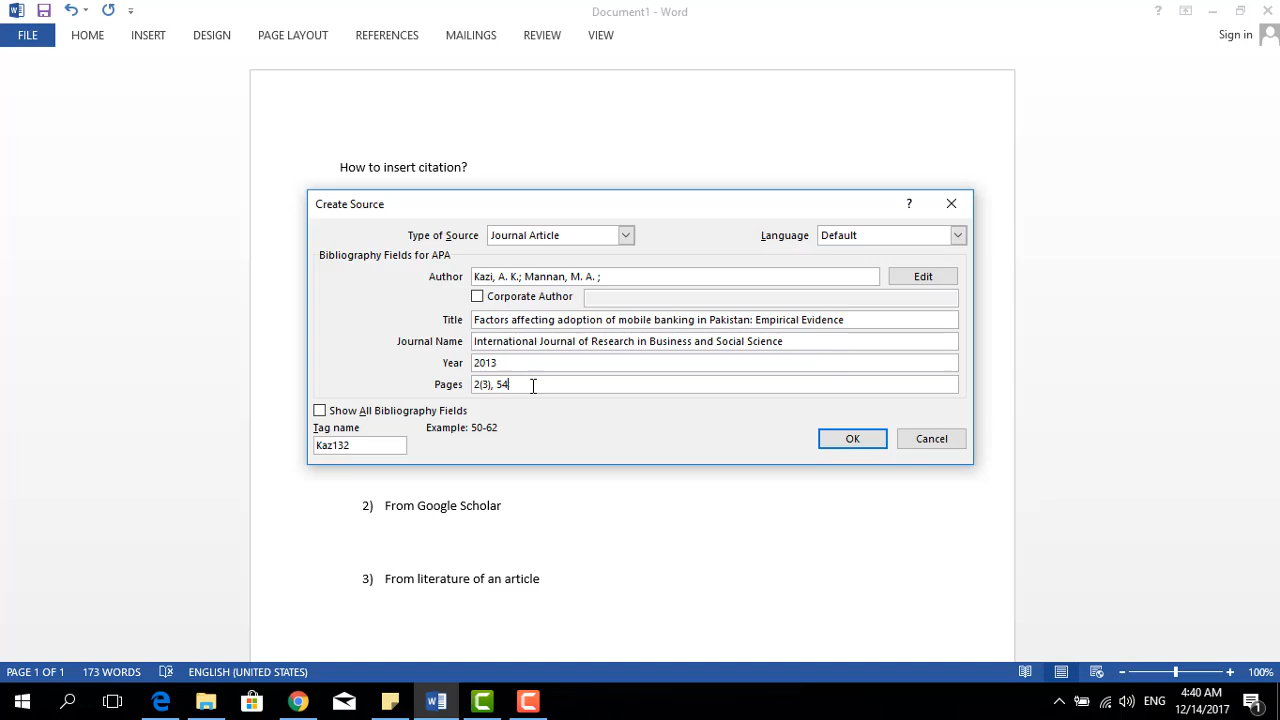 Document1 - Word
FILE HOME INSERT DESIGN PAGE LAYOUT REFERENCES MAILINGS REVIEW VIEW Sign in
How to insert citation?
Create Source
Type of Source Journal Article Language Default
Bibliography Fields for APA
Author Kazi, A. K.; Mannan, M. A. ; Edit
Corporate Author
Title Factors affecting adoption of mobile banking in Pakistan: Empirical Evidence
Journal Name International Journal of Research in Business and Social Science
Year 2013
Pages 2(3), 54
Show All Bibliography Fields
Tag name Example: 50-62
Kaz132 OK Cancel
2) From Google Scholar
3) From literature of an article
PAGE 1 OF 1 173 WORDS ENGLISH (UNITED STATES) 100%
ENG 4:40 AM
12/14/2017 1